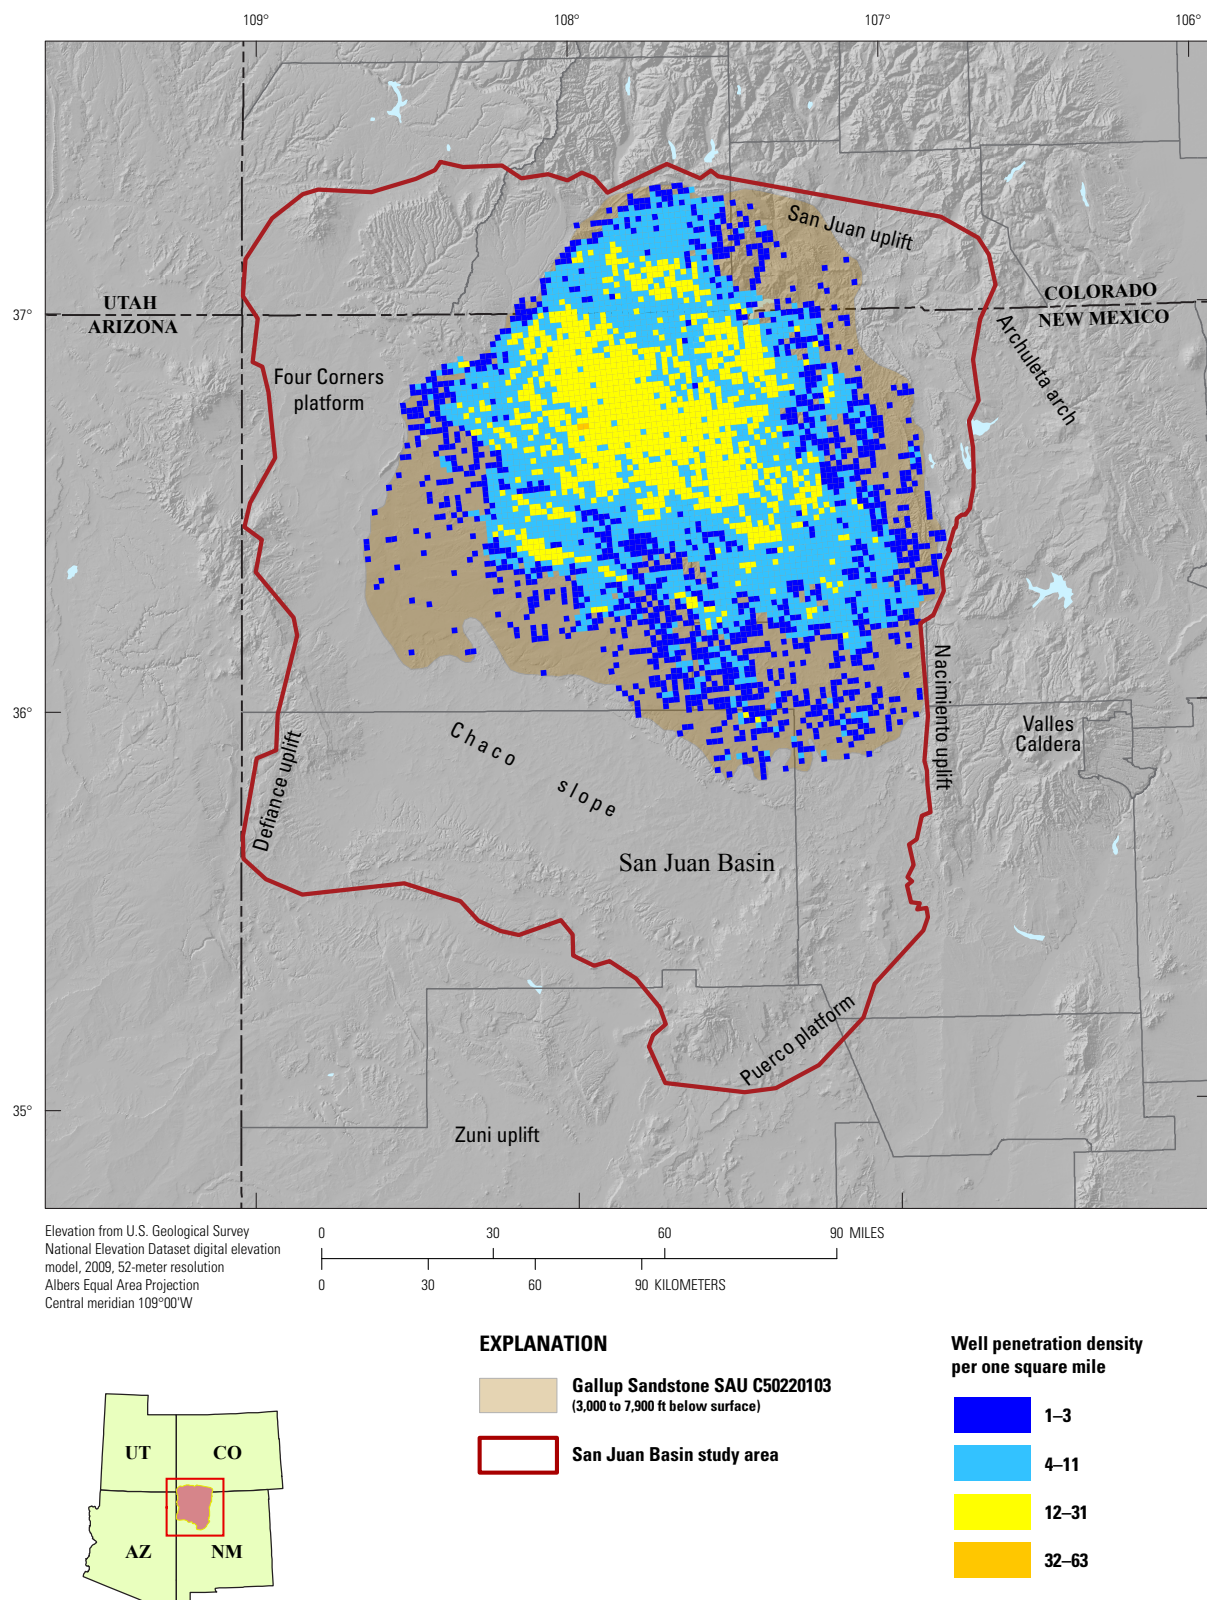 109°
108°
107°
106°
San Juan uplift
UTAH
COLORADO
37°
ARIZONA
NEW MEXICO
Archuleta arch
Four Corners
platform
Nacimiento uplift
36°
Chaco slope
Valles
Caldera
Defiance uplift
San Juan Basin
Puerco platform
35°
Zuni uplift
Elevation from U.S. Geological Survey
National Elevation Dataset digital elevation
model, 2009, 52-meter resolution
Albers Equal Area Projection
Central meridian 109°00'W
0 30 60 90 MILES
0 30 60 90 KILOMETERS
EXPLANATION
Gallup Sandstone SAU C50220103
(3,000 to 7,900 ft below surface)
San Juan Basin study area
Well penetration density
per one square mile
1–3
4–11
12–31
32–63
UT
CO
AZ
NM